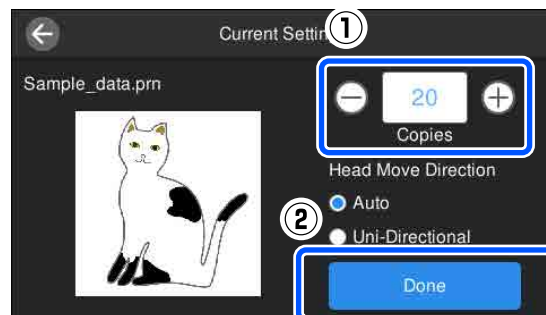 Current Settin
①
Sample_data.prn
20
Copies
Head Move Direction
Auto
②
Uni-Directional
Done